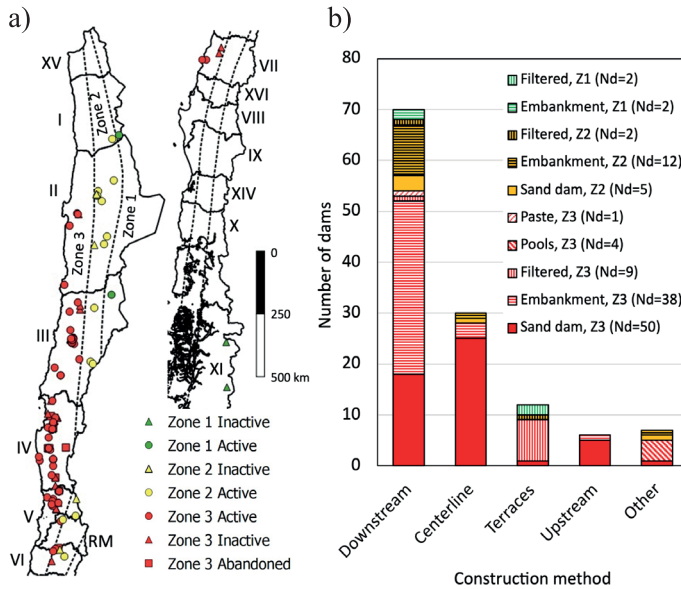 a)
XV
I
Zone 2
II
Zone 1
Zone 3
III
IV
V
RM
VI
VII
XVI
VIII
IX
XIV
X
XI
0
250
500 km
Zone 1 Inactive
Zone 1 Active
Zone 2 Inactive
Zone 2 Active
Zone 3 Active
Zone 3 Inactive
Zone 3 Abandoned
b)
80
70
60
50
40
30
20
10
0
Number of dams
Filtered, Z1 (Nd=2)
Embankment, Z1 (Nd=2)
Filtered, Z2 (Nd=2)
Embankment, Z2 (Nd=12)
Sand dam, Z2 (Nd=5)
Paste, Z3 (Nd=1)
Pools, Z3 (Nd=4)
Filtered, Z3 (Nd=9)
Embankment, Z3 (Nd=38)
Sand dam, Z3 (Nd=50)
Downstream
Centerline
Terraces
Upstream
Other
Construction method